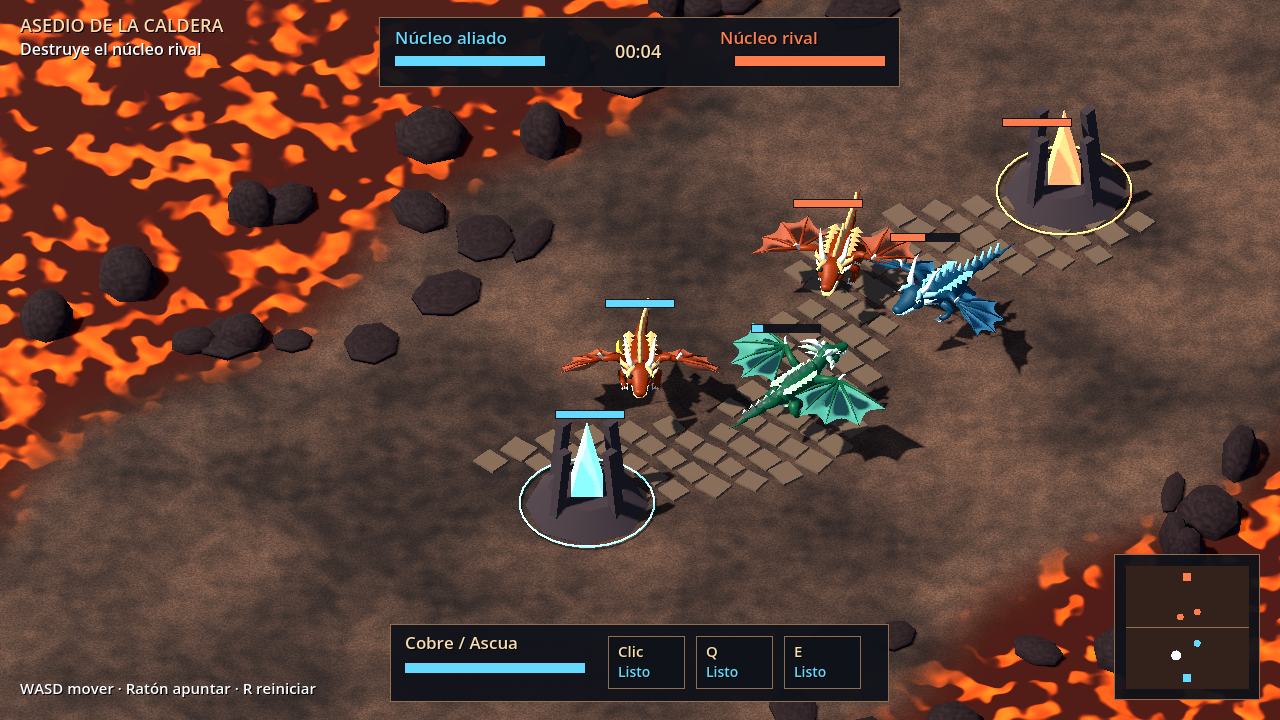 ASEDIO DE LA CALDERA
Destruye el núcleo rival
Núcleo aliado
00:04
Núcleo rival
Cobre / Ascua
Clic
Listo
Q
Listo
E
Listo
WASD mover · Ratón apuntar · R reiniciar